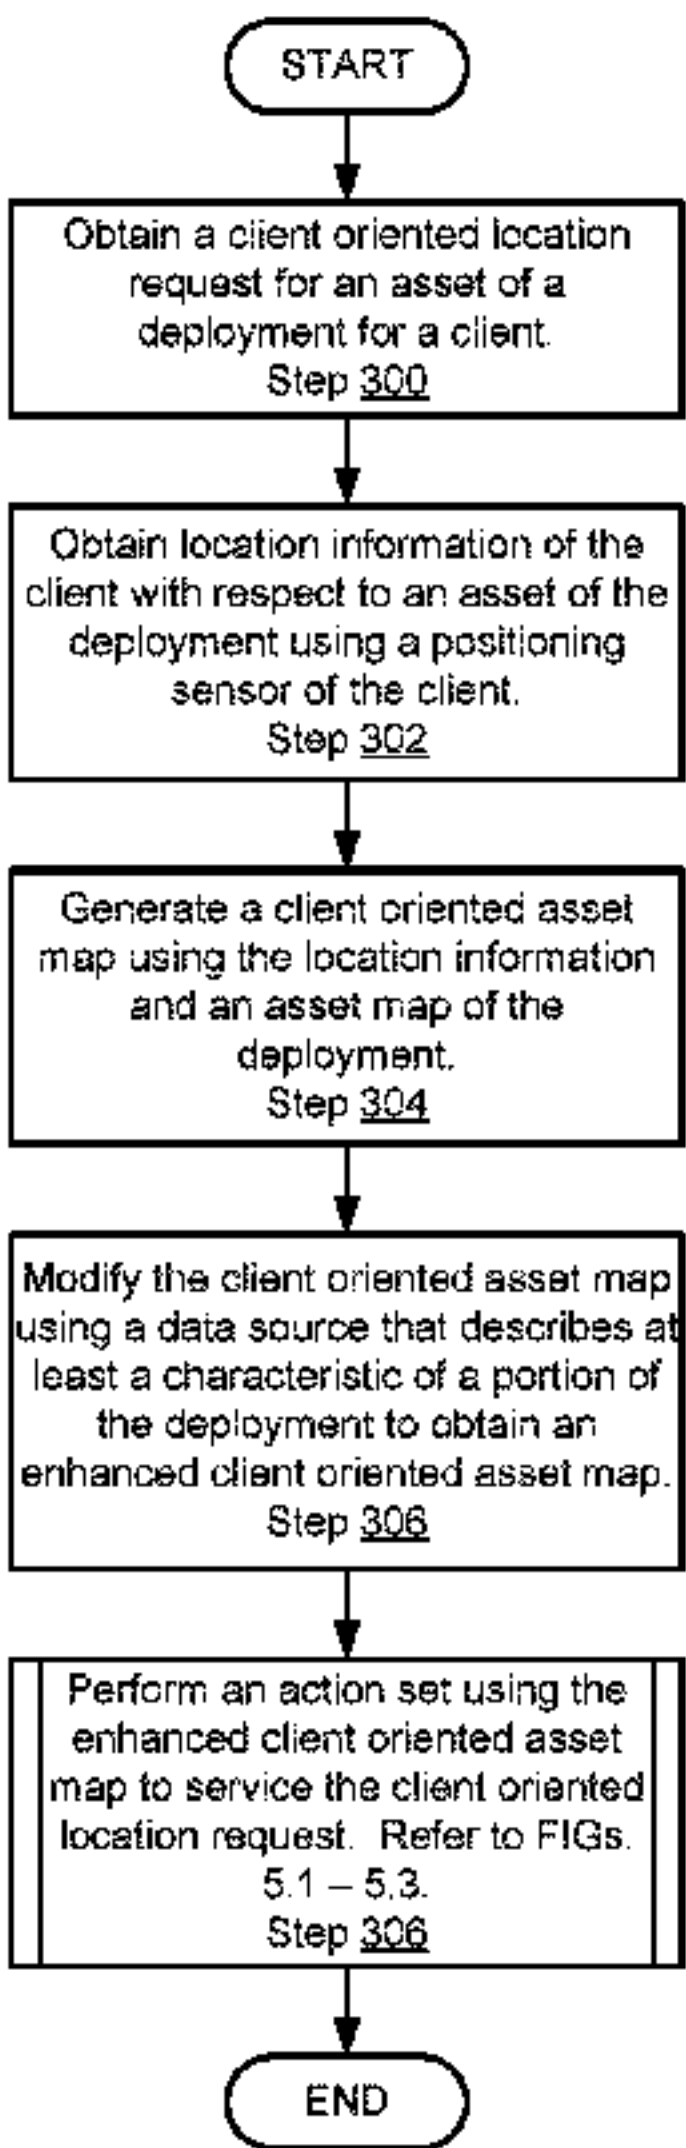 START
Obtain a client oriented location
request for an asset of a
deployment for a client.
Step 300
Obtain location information of the
client with respect to an asset of the
deployment using a positioning
sensor of the client.
Step 302
Generate a client oriented asset
map using the location information
and an asset map of the
deployment.
Step 304
Modify the client oriented asset map
using a data source that describes at
least a characteristic of a portion of
the deployment to obtain an
enhanced client oriented asset map.
Step 306
Perform an action set using the
enhanced client oriented asset
map to service the client oriented
location request.  Refer to FIGs.
5.1 – 5.3.
Step 306
END